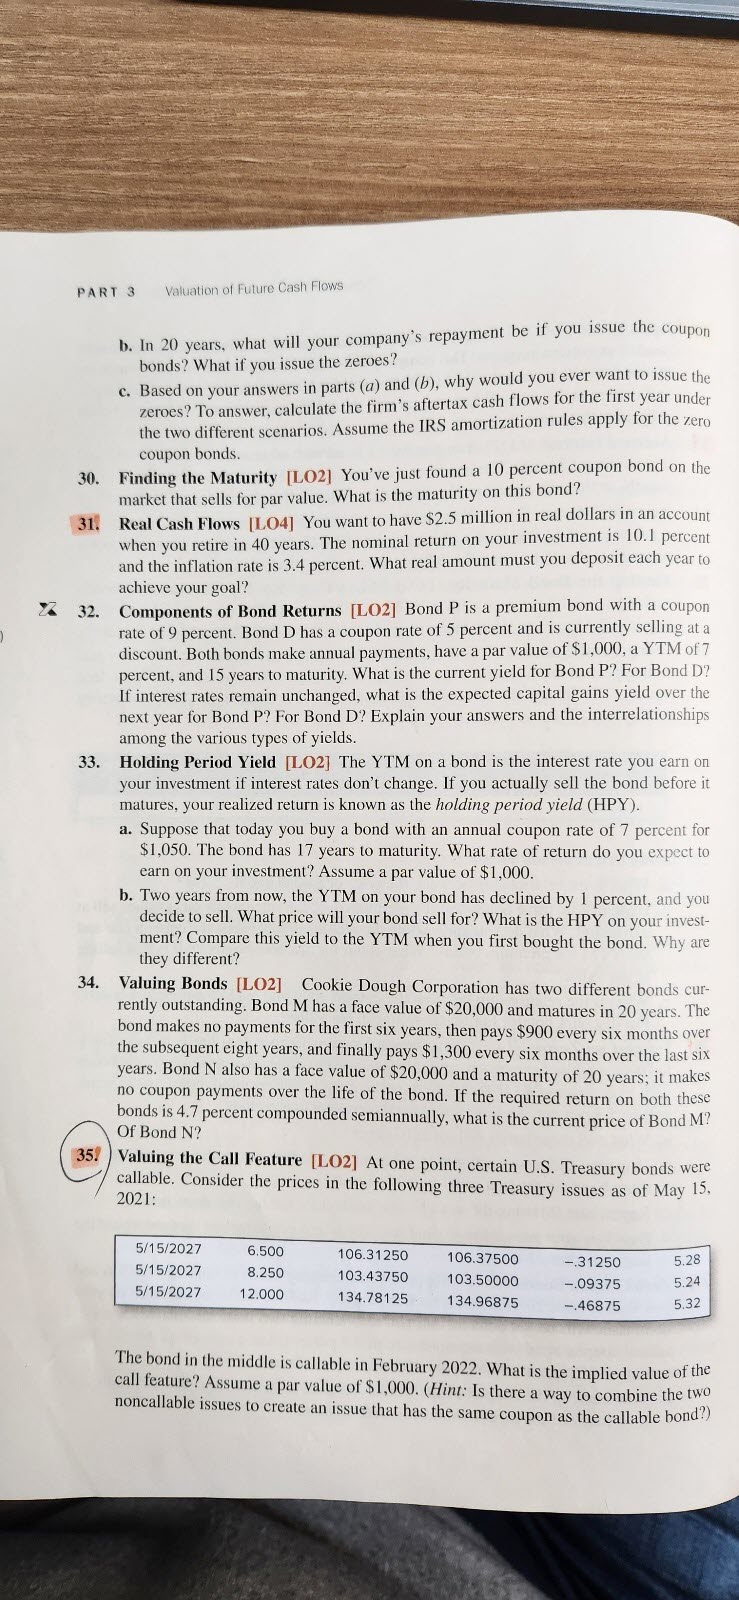 PART 3 Valuation of Future Cash Flows
b. In 20 years, what will your company's repayment be if you issue the coupon
bonds? What if you issue the zeroes?
c. Based on your answers in parts (a) and (b), why would you ever want to issue the
zeroes? To answer, calculate the firm's aftertax cash flows for the first year under
the two different scenarios. Assume the IRS amortization rules apply for the zero
coupon bonds.
30. Finding the Maturity [LO2] You've just found a 10 percent coupon bond on the
market that sells for par value. What is the maturity on this bond?
31. Real Cash Flows [LO4] You want to have $2.5 million in real dollars in an account
when you retire in 40 years. The nominal return on your investment is 10.1 percent
and the inflation rate is 3.4 percent. What real amount must you deposit each year to
achieve your goal?
32. Components of Bond Returns [LO2] Bond P is a premium bond with a coupon
rate of 9 percent. Bond D has a coupon rate of 5 percent and is currently selling at a
discount. Both bonds make annual payments, have a par value of $1,000, a YTM of 7
percent, and 15 years to maturity. What is the current yield for Bond P? For Bond D?
If interest rates remain unchanged, what is the expected capital gains yield over the
next year for Bond P? For Bond D? Explain your answers and the interrelationships
among the various types of yields.
33. Holding Period Yield [LO2] The YTM on a bond is the interest rate you earn on
your investment if interest rates don't change. If you actually sell the bond before it
matures, your realized return is known as the holding period yield (HPY).
a. Suppose that today you buy a bond with an annual coupon rate of 7 percent for
$1,050. The bond has 17 years to maturity. What rate of return do you expect to
earn on your investment? Assume a par value of $1,000.
b. Two years from now, the YTM on your bond has declined by 1 percent, and you
decide to sell. What price will your bond sell for? What is the HPY on your invest-
ment? Compare this yield to the YTM when you first bought the bond. Why are
they different?
34. Valuing Bonds [LO2] Cookie Dough Corporation has two different bonds cur-
rently outstanding. Bond M has a face value of $20,000 and matures in 20 years. The
bond makes no payments for the first six years, then pays $900 every six months over
the subsequent eight years, and finally pays $1,300 every six months over the last six
years. Bond N also has a face value of $20,000 and a maturity of 20 years; it makes
no coupon payments over the life of the bond. If the required return on both these
bonds is 4.7 percent compounded semiannually, what is the current price of Bond M?
Of Bond N?
35. Valuing the Call Feature [LO2] At one point, certain U.S. Treasury bonds were
callable. Consider the prices in the following three Treasury issues as of May 15,
2021:
5/15/2027 6.500 106.31250 106.37500 −.31250 5.28
5/15/2027 8.250 103.43750 103.50000 −.09375 5.24
5/15/2027 12.000 134.78125 134.96875 −.46875 5.32
The bond in the middle is callable in February 2022. What is the implied value of the
call feature? Assume a par value of $1,000. (Hint: Is there a way to combine the two
noncallable issues to create an issue that has the same coupon as the callable bond?)